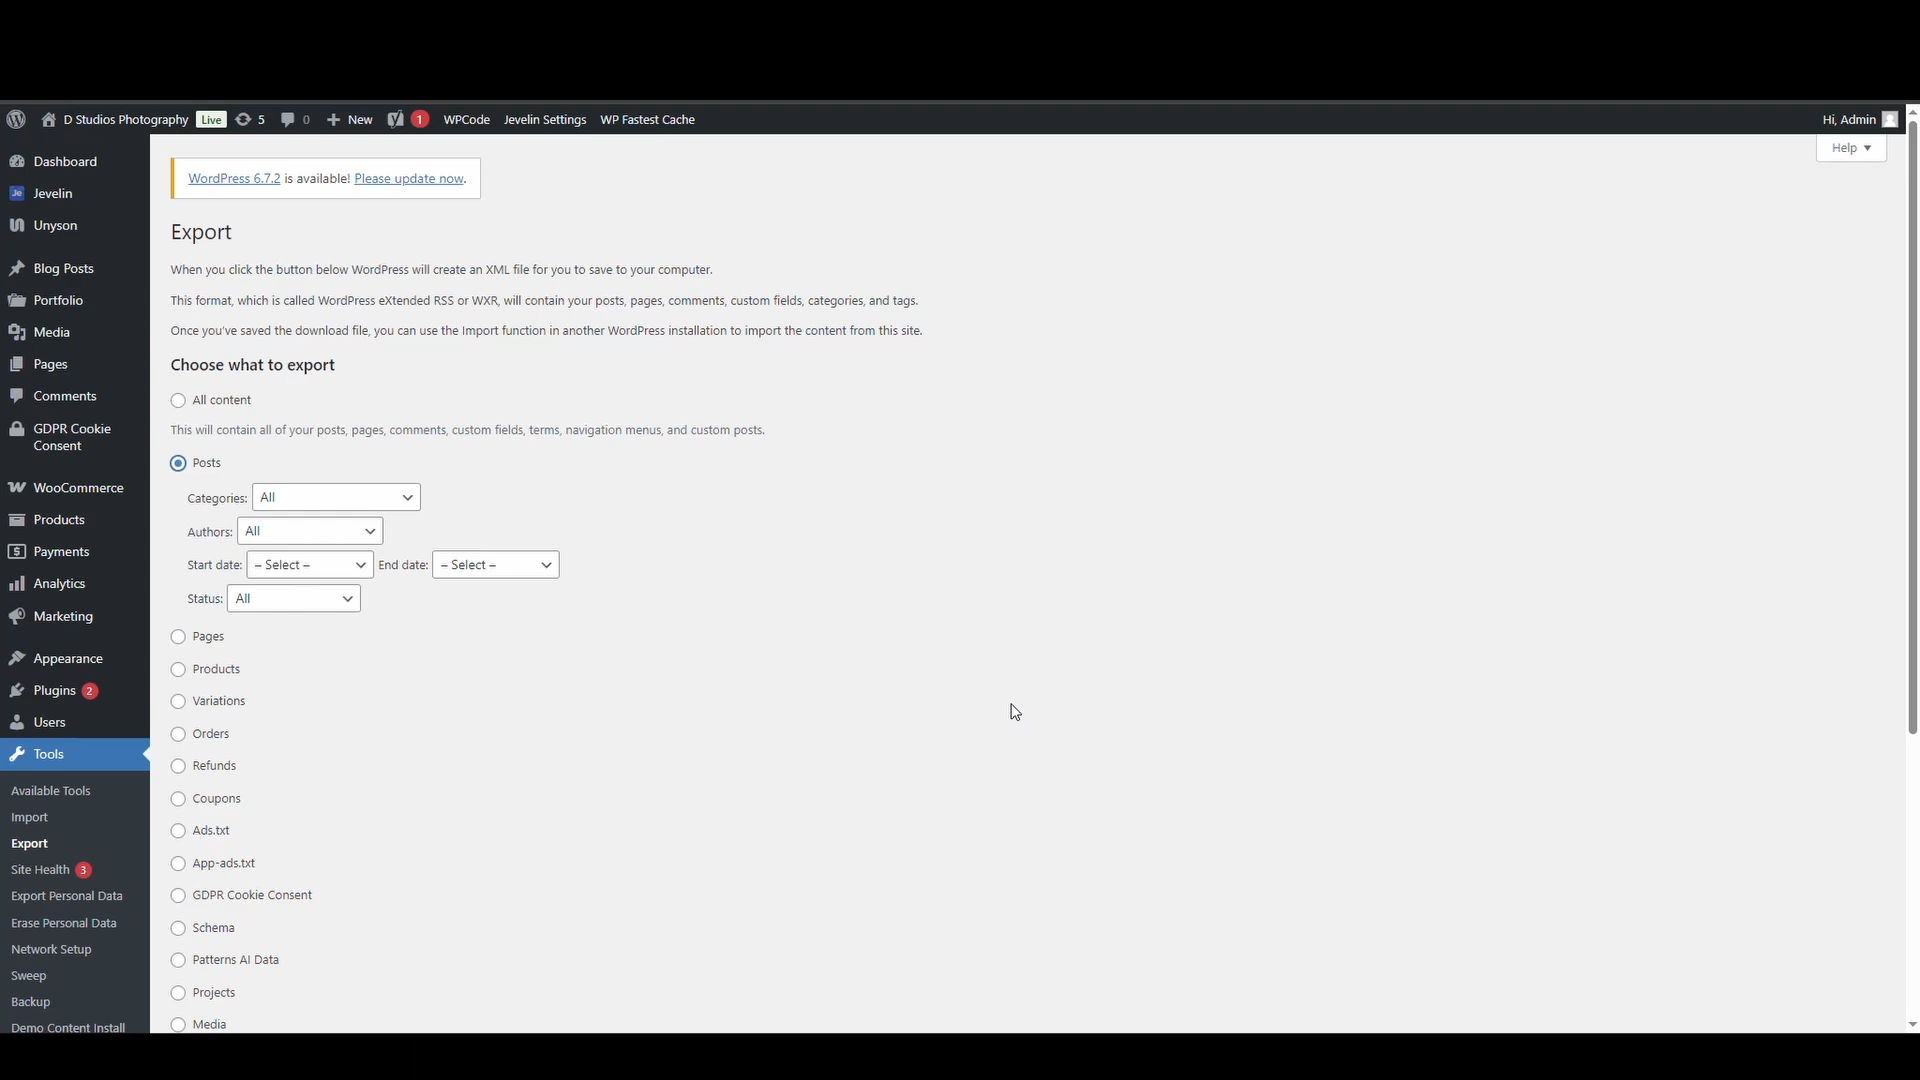 D Studios Photography Live 5 0 New 1 WPCode Jevelin Settings WP Fastest Cache Hi, Admin
Help
Dashboard
Jevelin
Unyson
Blog Posts
Portfolio
Media
Pages
Comments
GDPR Cookie
Consent
WooCommerce
Products
Payments
Analytics
Marketing
Appearance
Plugins 2
Users
Tools
Available Tools
Import
Export
Site Health 3
Export Personal Data
Erase Personal Data
Network Setup
Sweep
Backup
Demo Content Install
WordPress 6.7.2 is available! Please update now.
Export
When you click the button below WordPress will create an XML file for you to save to your computer.
This format, which is called WordPress eXtended RSS or WXR, will contain your posts, pages, comments, custom fields, categories, and tags.
Once you've saved the download file, you can use the Import function in another WordPress installation to import the content from this site.
Choose what to export
All content
This will contain all of your posts, pages, comments, custom fields, terms, navigation menus, and custom posts.
Posts
Categories: All
Authors: All
Start date: – Select – End date: – Select –
Status: All
Pages
Products
Variations
Orders
Refunds
Coupons
Ads.txt
App-ads.txt
GDPR Cookie Consent
Schema
Patterns AI Data
Projects
Media